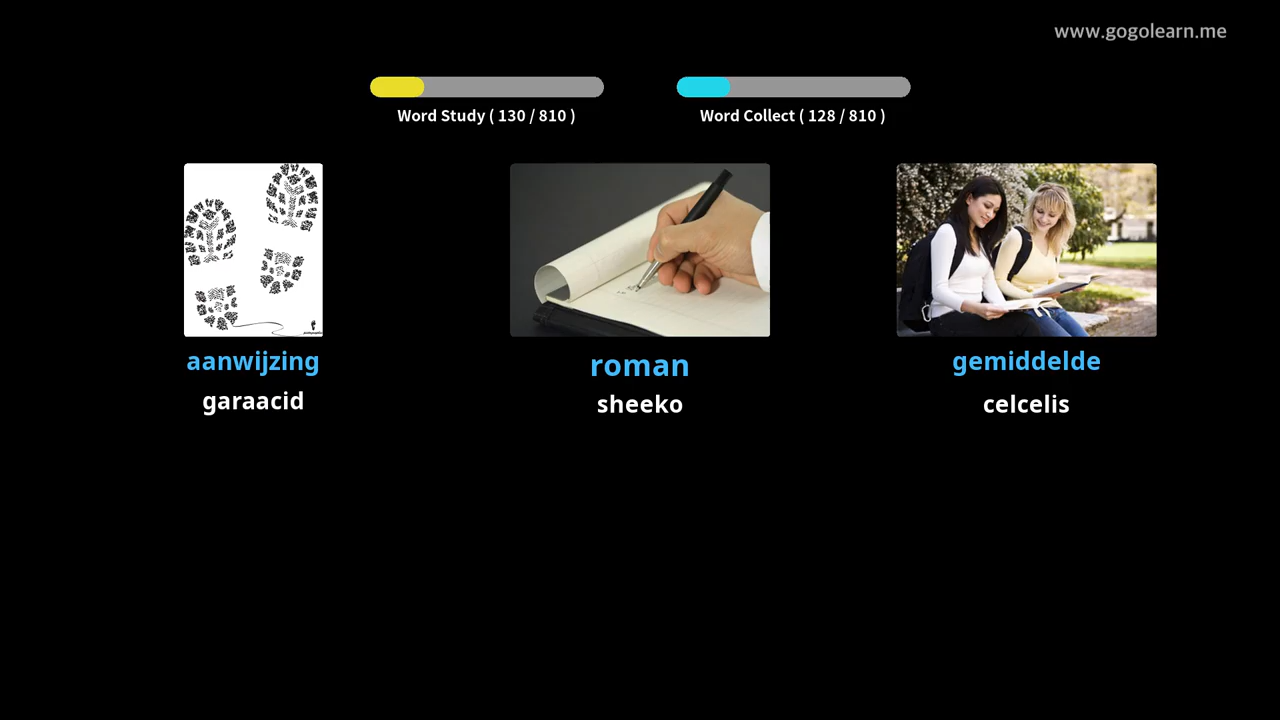 www.gogolearn.me
Word Study ( 130 / 810 )
Word Collect ( 128 / 810 )
aanwijzing
garaacid
roman
sheeko
gemiddelde
celcelis